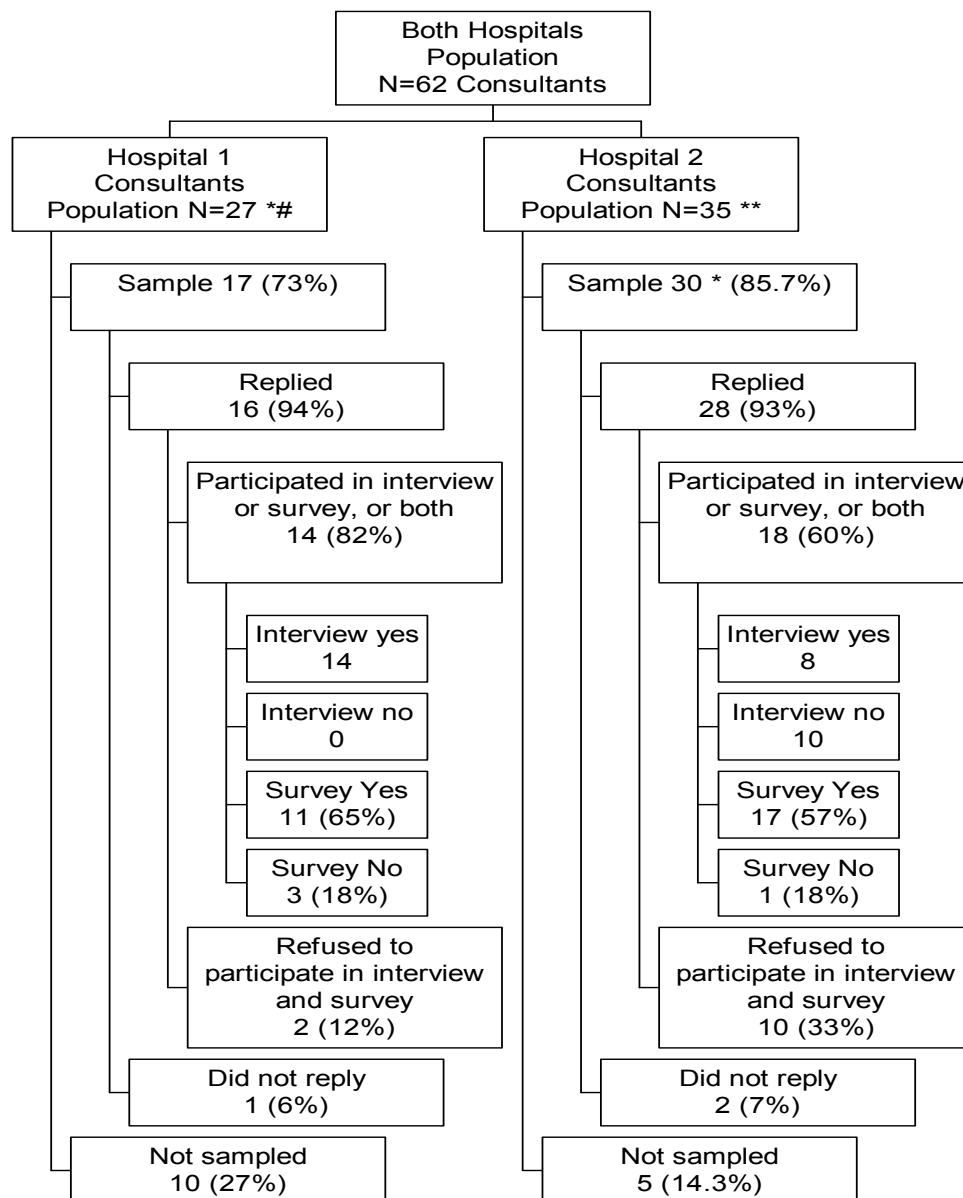 Both Hospitals
Population
N=62 Consultants
Hospital 1
Consultants
Population N=27 *#
Sample 17 (73%)
Replied
16 (94%)
Participated in interview
or survey, or both
14 (82%)
Interview yes
14
Interview no
0
Survey Yes
11 (65%)
Survey No
3 (18%)
Refused to
participate in interview
and survey
2 (12%)
Did not reply
1 (6%)
Not sampled
10 (27%)
Hospital 2
Consultants
Population N=35 **
Sample 30 * (85.7%)
Replied
28 (93%)
Participated in interview
or survey, or both
18 (60%)
Interview yes
8
Interview no
10
Survey Yes
17 (57%)
Survey No
1 (18%)
Refused to
participate in interview
and survey
10 (33%)
Did not reply
2 (7%)
Not sampled
5 (14.3%)